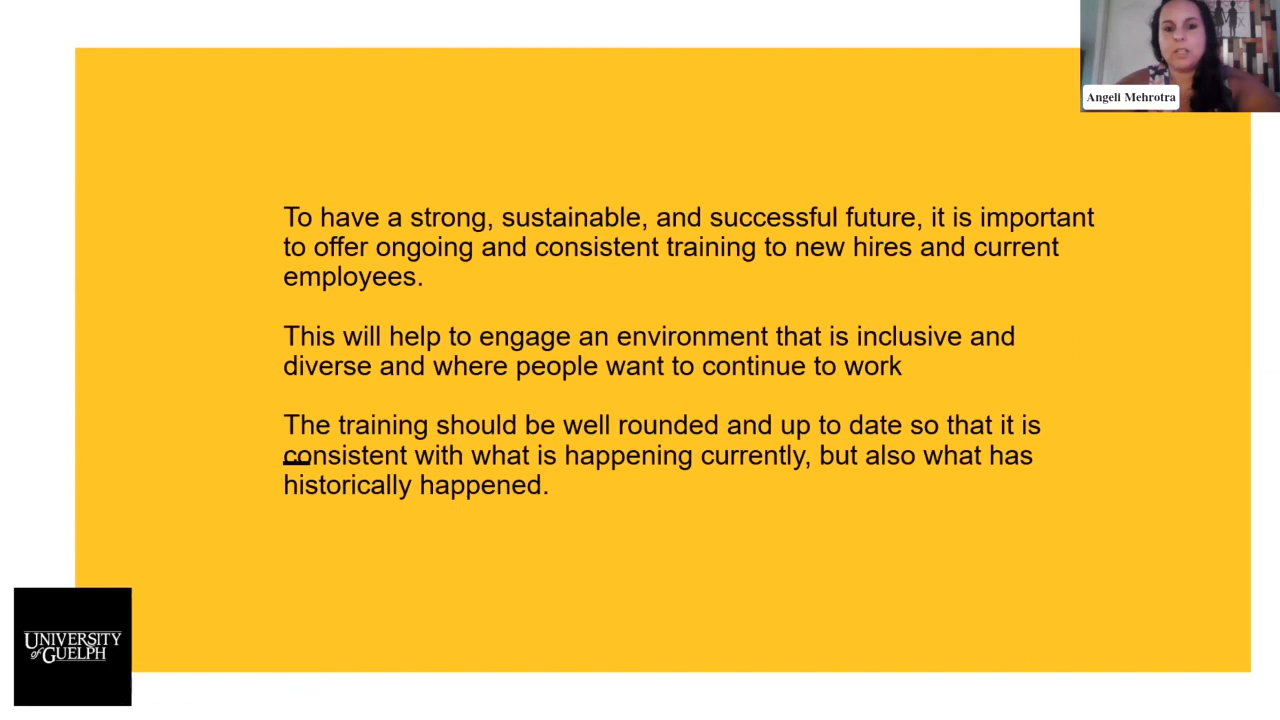 Angeli Mehrotra
To have a strong, sustainable, and successful future, it is important
to offer ongoing and consistent training to new hires and current
employees.
This will help to engage an environment that is inclusive and
diverse and where people want to continue to work
The training should be well rounded and up to date so that it is
consistent with what is happening currently, but also what has
historically happened.
UNIVERSITY
of GUELPH